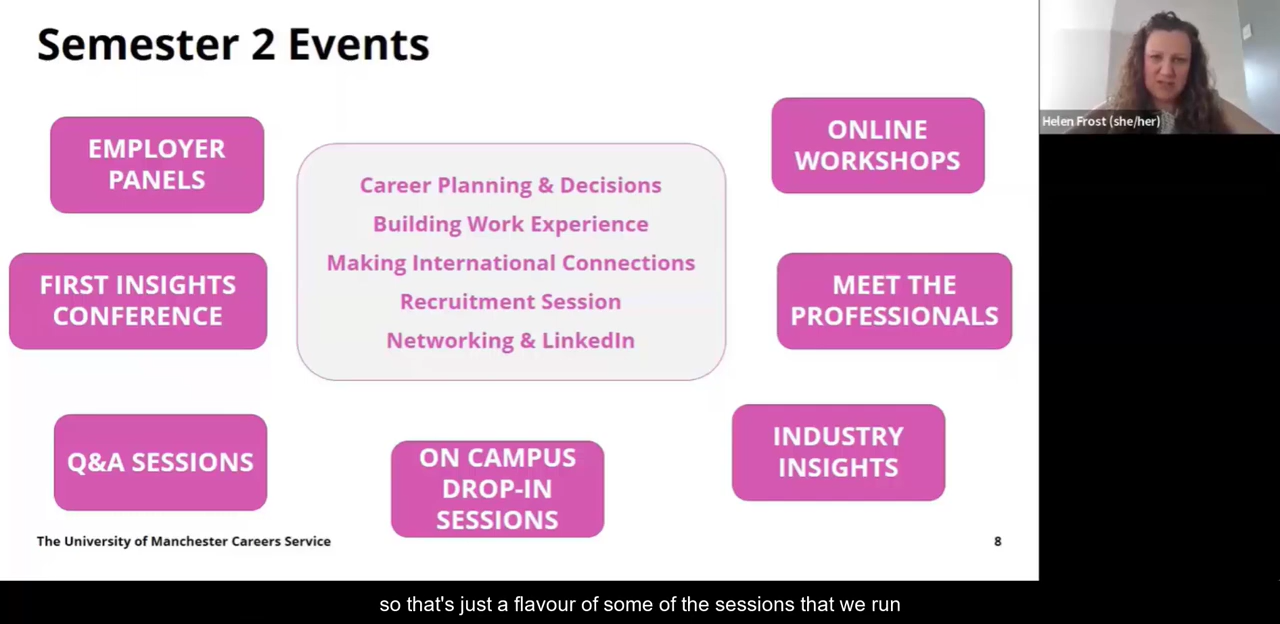 Semester 2 Events
EMPLOYER
PANELS
FIRST INSIGHTS
CONFERENCE
Q&A SESSIONS
Career Planning & Decisions
Building Work Experience
Making International Connections
Recruitment Session
Networking & LinkedIn
ON CAMPUS
DROP-IN
SESSIONS
ONLINE
WORKSHOPS
MEET THE
PROFESSIONALS
INDUSTRY
INSIGHTS
The University of Manchester Careers Service
8
Helen Frost (she/her)
so that's just a flavour of some of the sessions that we run